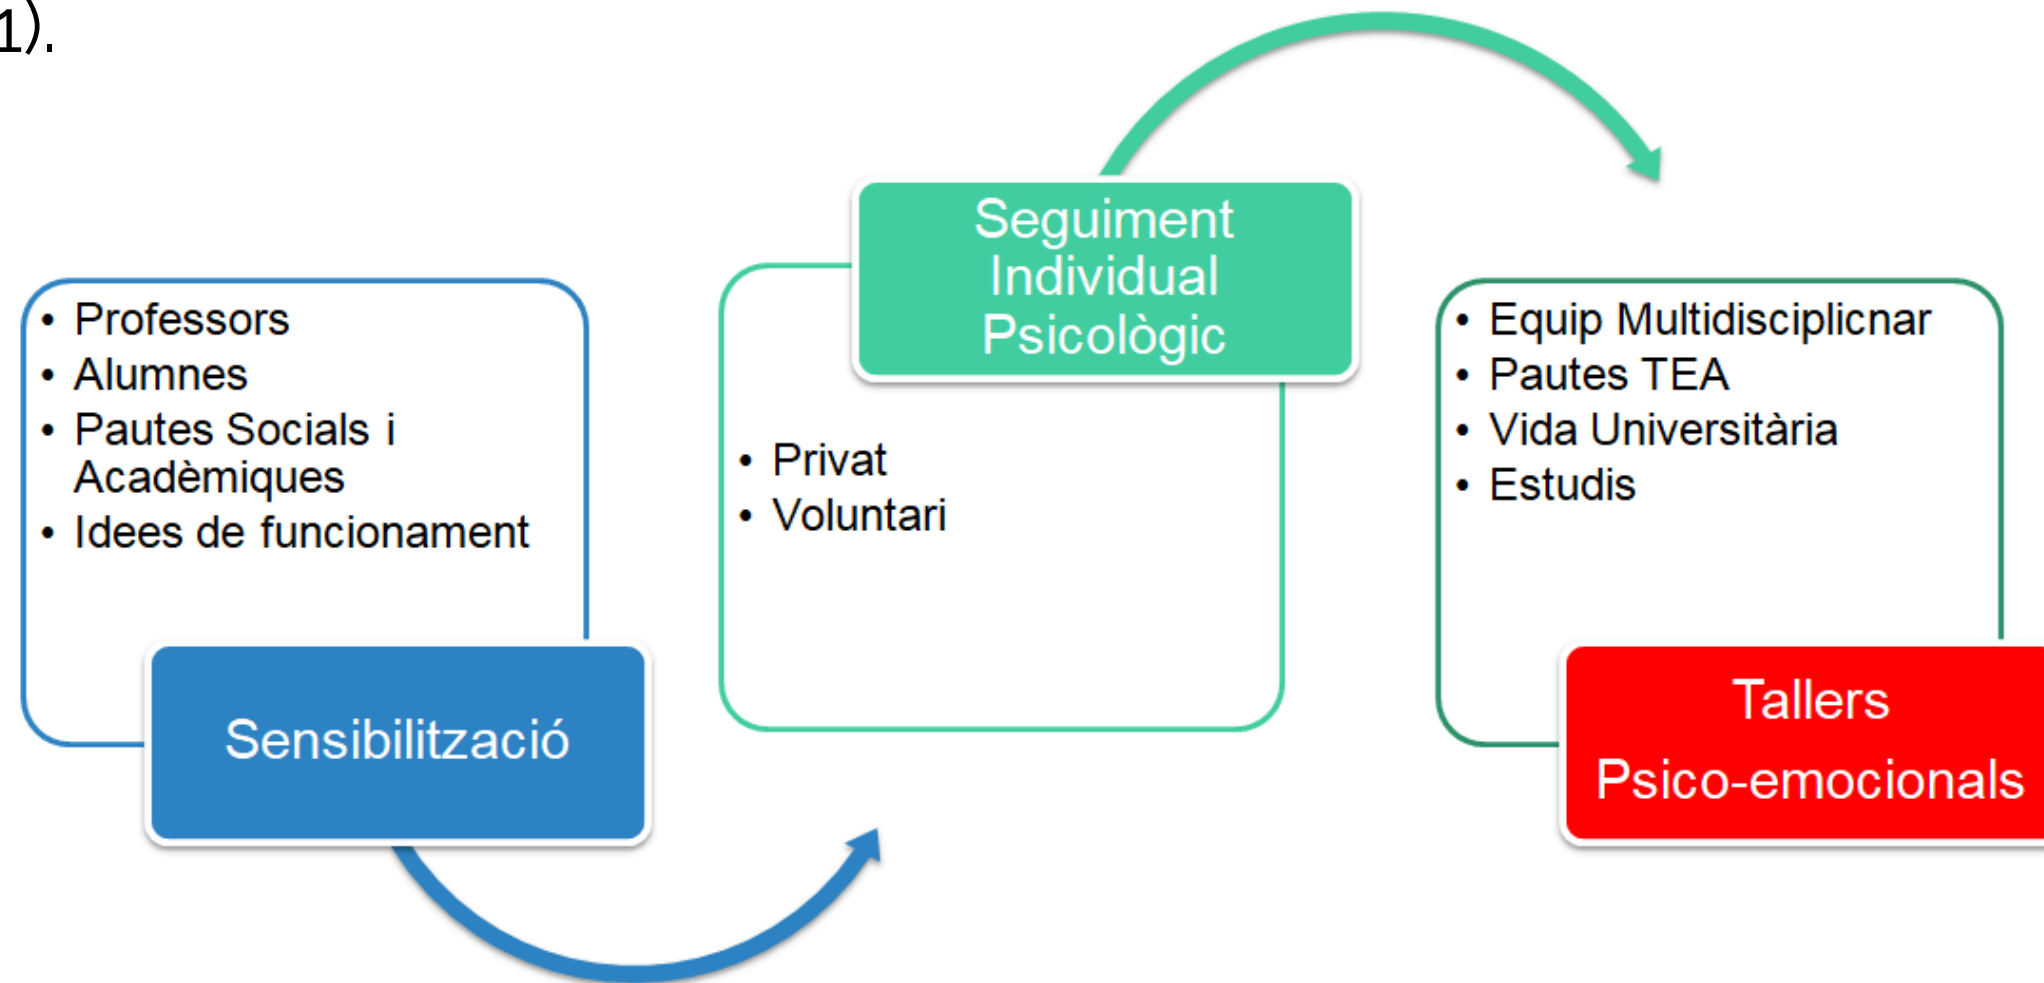 1).
• Professors
• Alumnes
• Pautes Socials i
Acadèmiques
• Idees de funcionament
Sensibilització
Seguiment
Individual
Psicològic
• Privat
• Voluntari
• Equip Multidisciplicnar
• Pautes TEA
• Vida Universitària
• Estudis
Tallers
Psico-emocionals